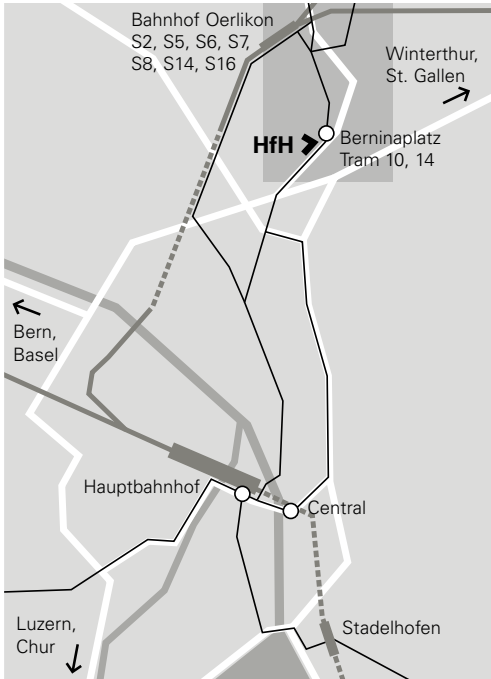 Bahnhof Oerlikon
S2, S5, S6, S7,
S8, S14, S16
Winterthur,
St. Gallen
HfH
Berninaplatz
Tram 10, 14
Bern,
Basel
Hauptbahnhof
Central
Luzern,
Chur
Stadelhofen